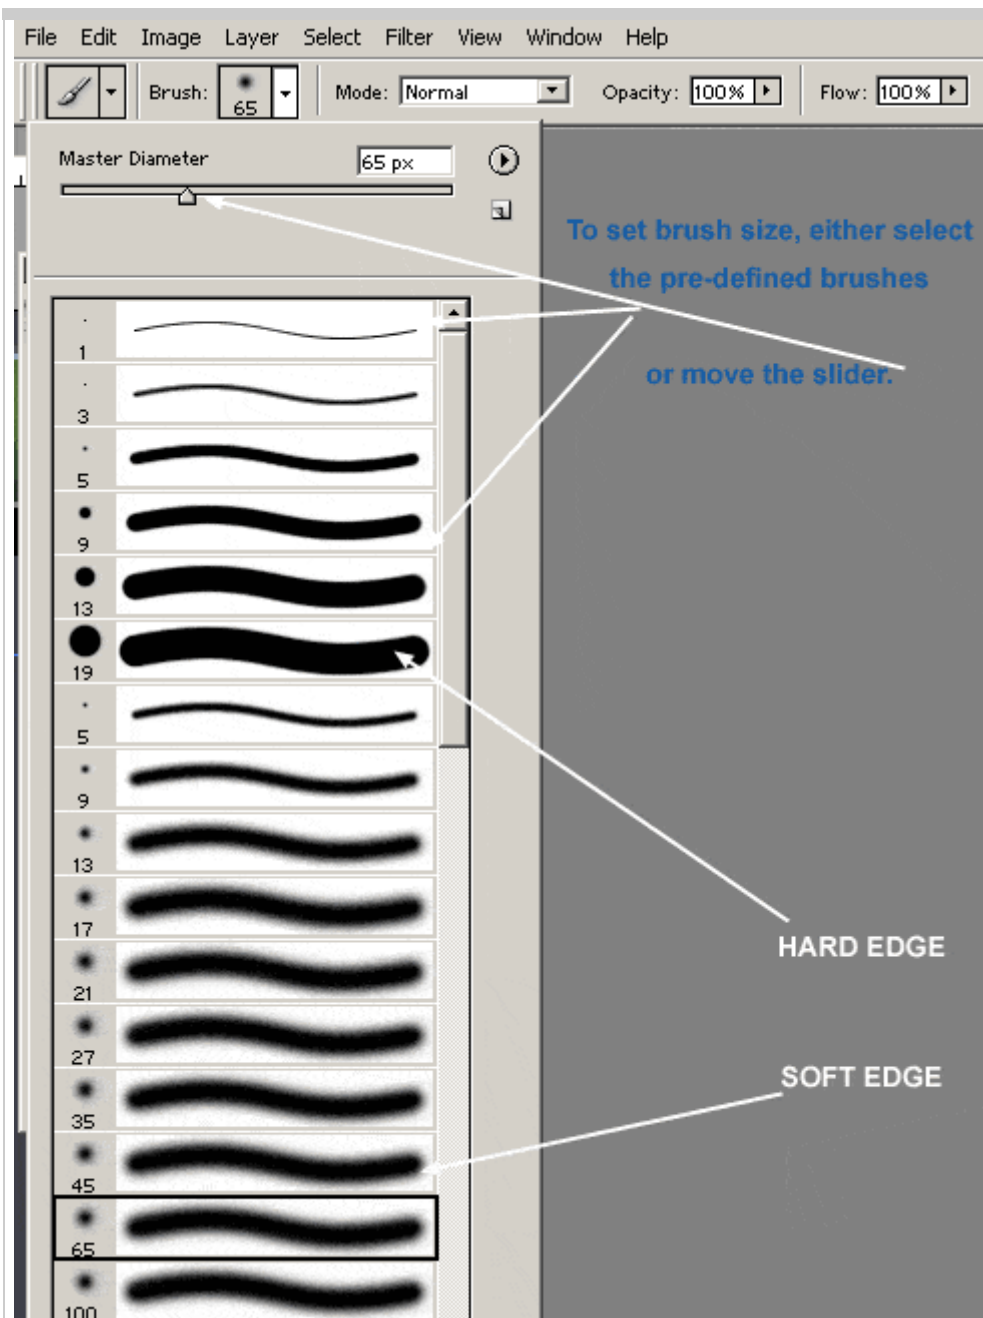 File Edit Image Layer Select Filter View Window Help
Brush: 65 Mode: Normal Opacity: 100% Flow: 100%
Master Diameter 65 px
To set brush size, either select
the pre-defined brushes
or move the slider.
1
3
5
9
13
19
5
9
13
17
HARD EDGE
21
27
SOFT EDGE
35
45
65
100